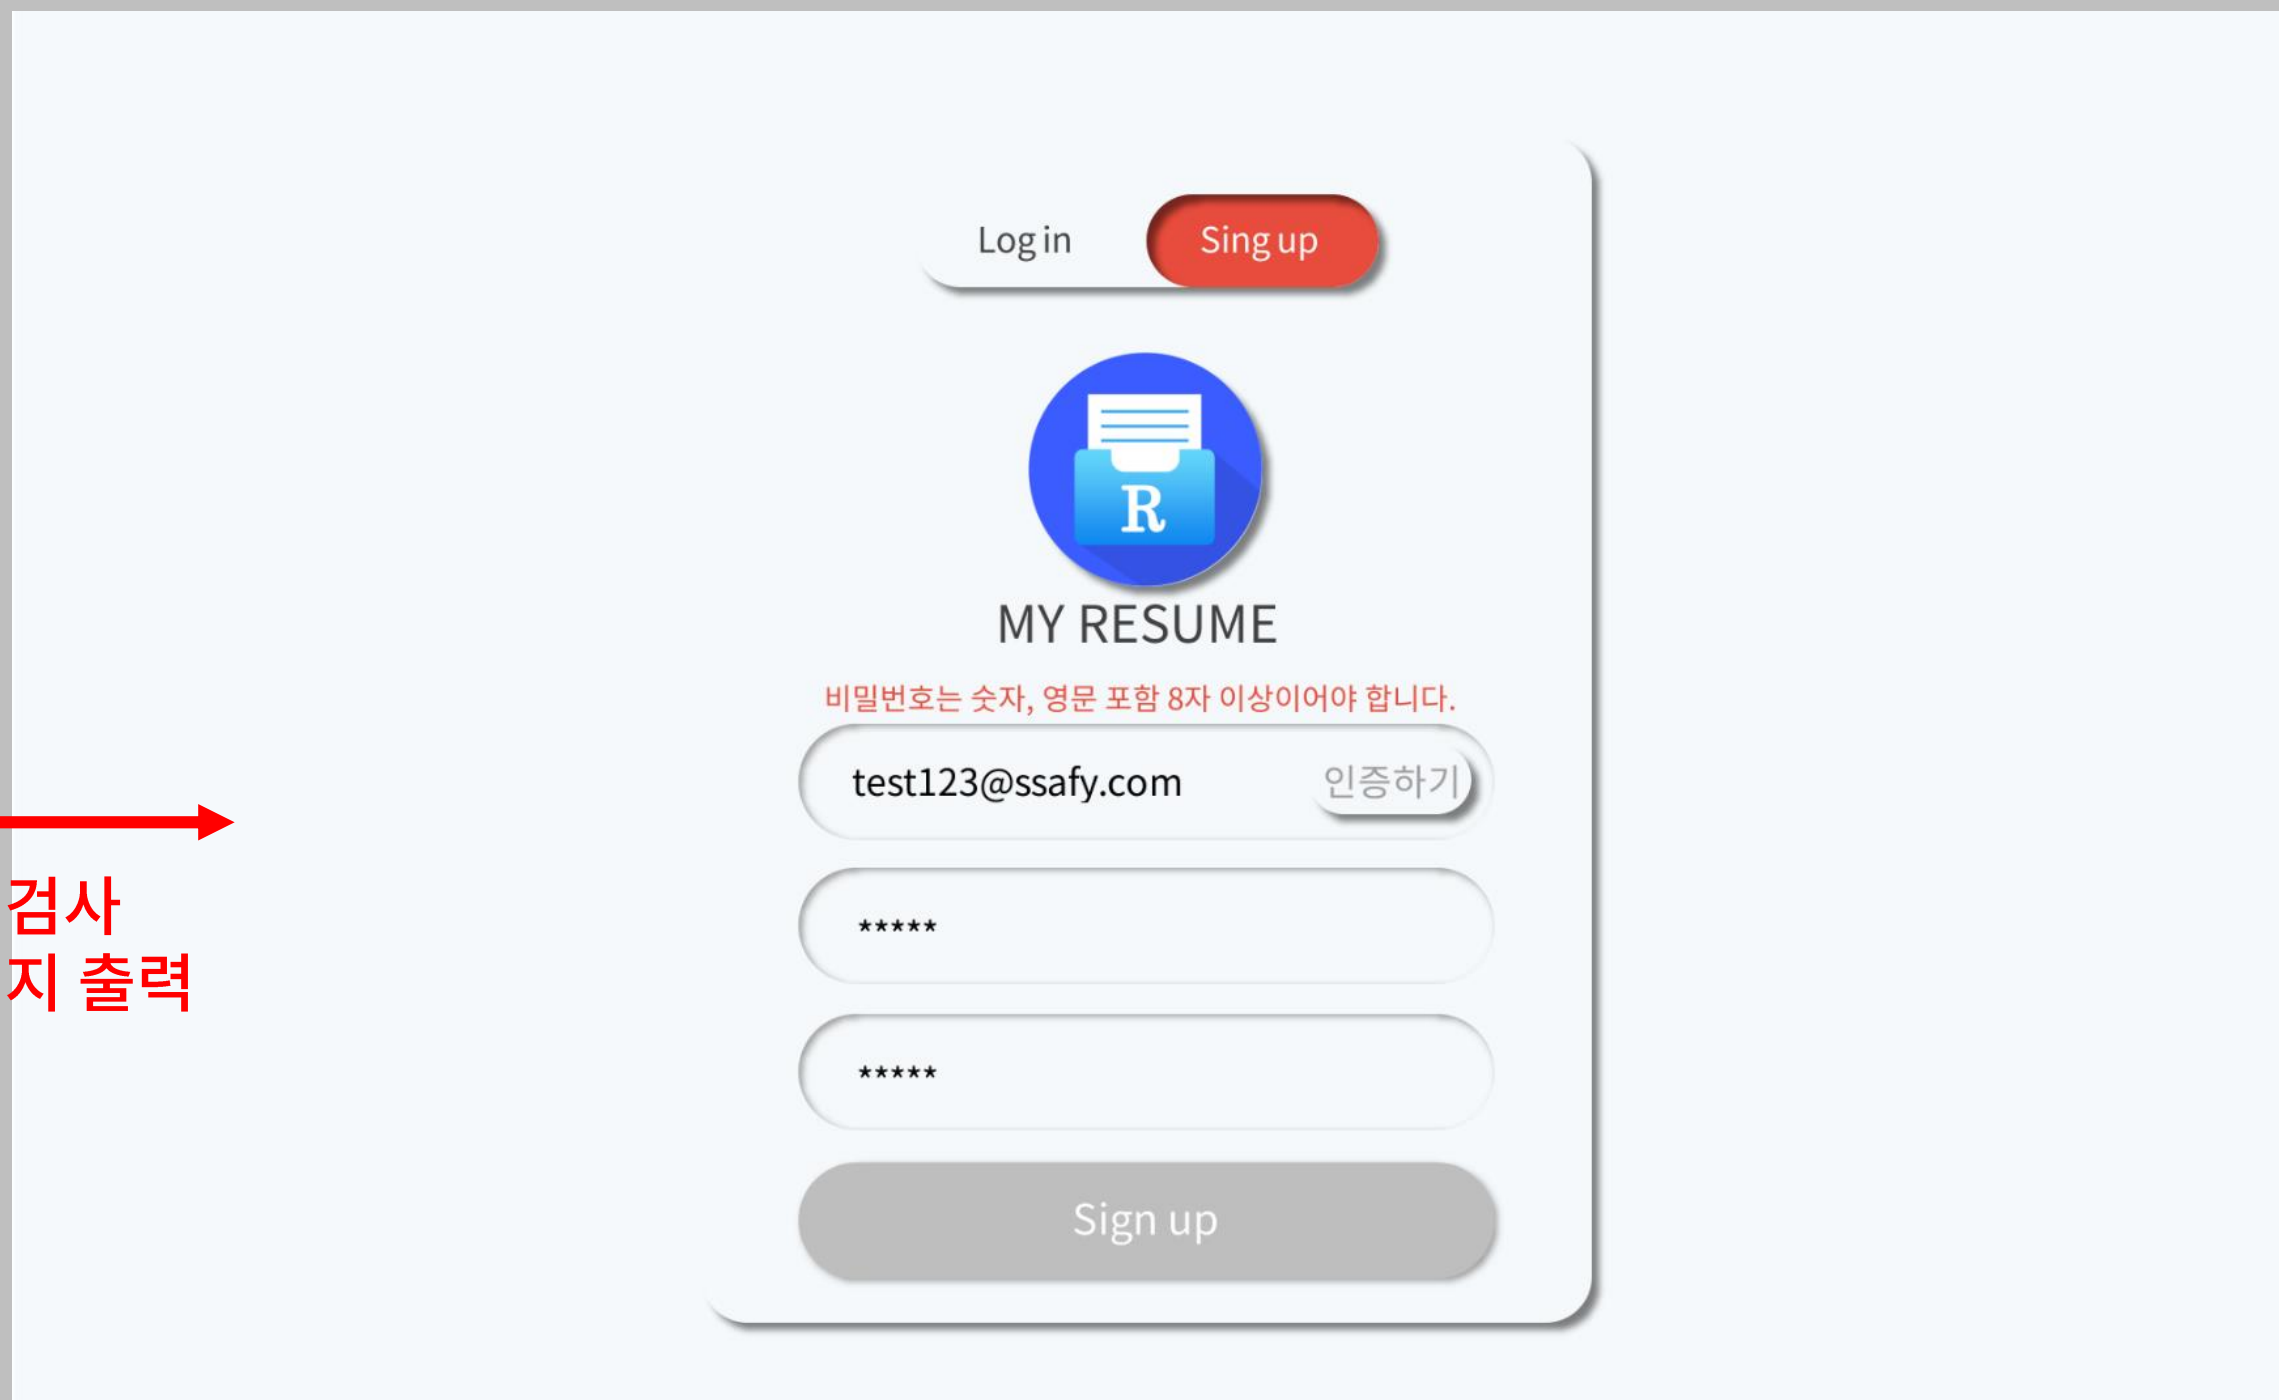 Log in
Sing up
R
MY RESUME
비밀번호는 숫자, 영문 포함 8자 이상이어야 합니다.
test123@ssafy.com
인증하기
검사
지 출력
*****
*****
Sign up